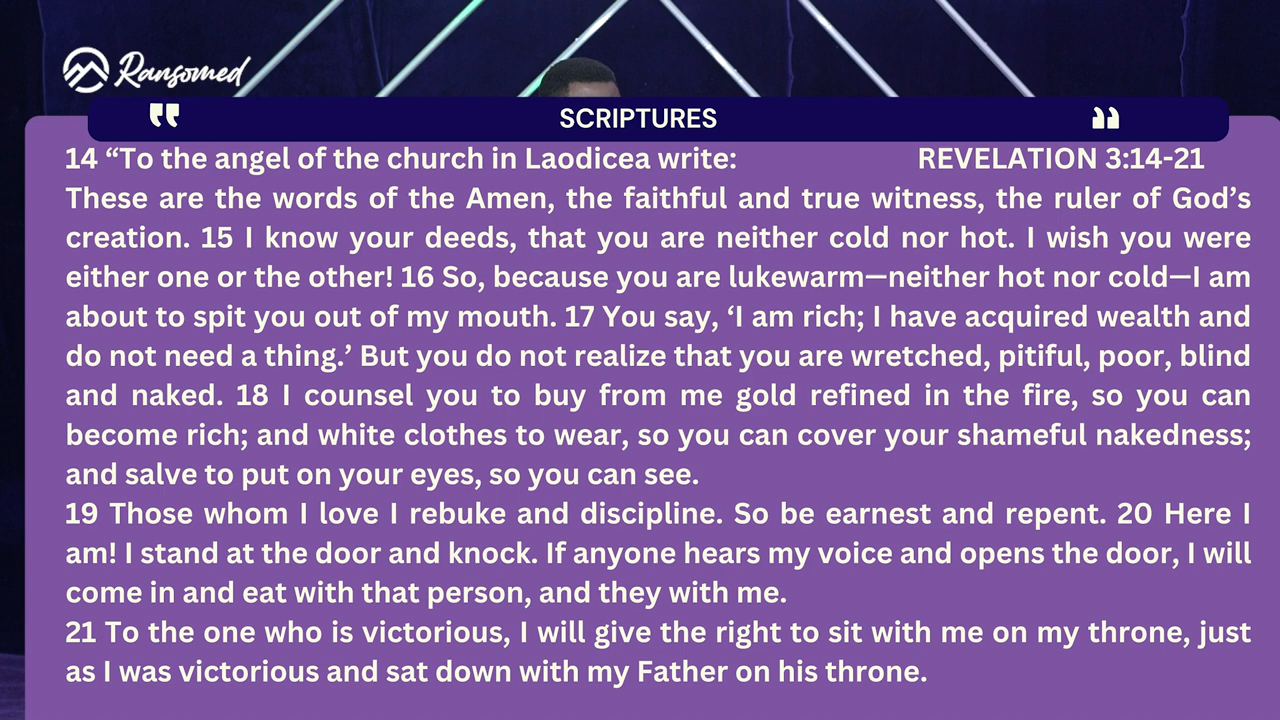 Ransomed
SCRIPTURES
14 “To the angel of the church in Laodicea write: REVELATION 3:14-21
These are the words of the Amen, the faithful and true witness, the ruler of God’s
creation. 15 I know your deeds, that you are neither cold nor hot. I wish you were
either one or the other! 16 So, because you are lukewarm—neither hot nor cold—I am
about to spit you out of my mouth. 17 You say, ‘I am rich; I have acquired wealth and
do not need a thing.’ But you do not realize that you are wretched, pitiful, poor, blind
and naked. 18 I counsel you to buy from me gold refined in the fire, so you can
become rich; and white clothes to wear, so you can cover your shameful nakedness;
and salve to put on your eyes, so you can see.
19 Those whom I love I rebuke and discipline. So be earnest and repent. 20 Here I
am! I stand at the door and knock. If anyone hears my voice and opens the door, I will
come in and eat with that person, and they with me.
21 To the one who is victorious, I will give the right to sit with me on my throne, just
as I was victorious and sat down with my Father on his throne.